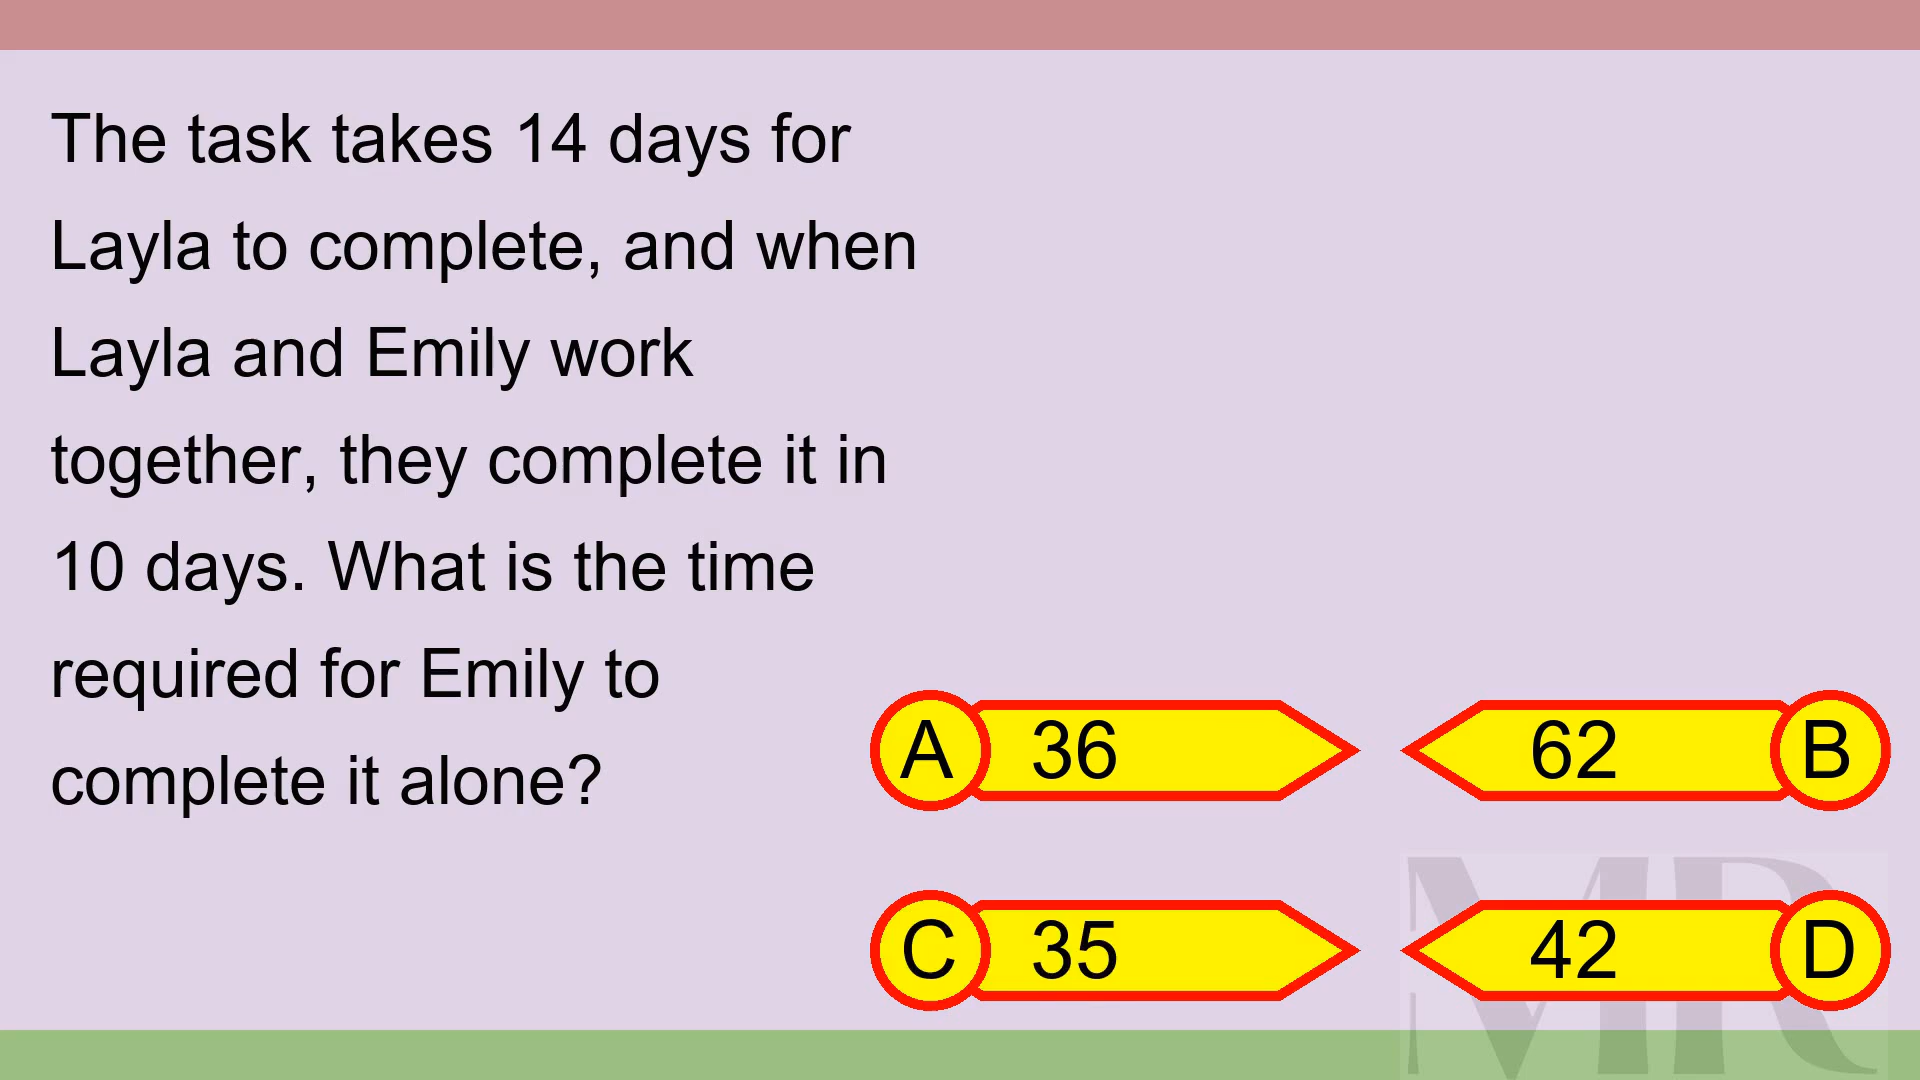 The task takes 14 days for
Layla to complete, and when
Layla and Emily work
together, they complete it in
10 days. What is the time
required for Emily to
complete it alone?
A 36
62 B
C 35
42 D
MR